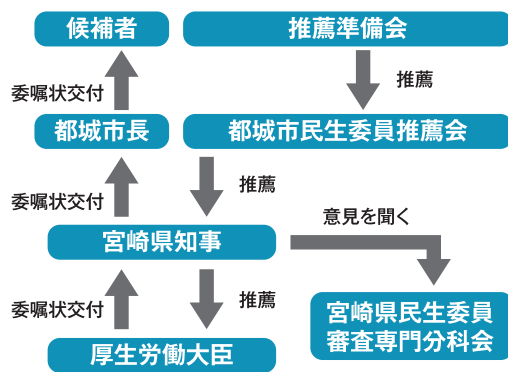 候補者
推薦準備会
委嘱状交付
推薦
都城市長
都城市民生委員推薦会
委嘱状交付
推薦
宮崎県知事
意見を聞く
委嘱状交付
推薦
宮崎県民生委員
審査専門分科会
厚生労働大臣